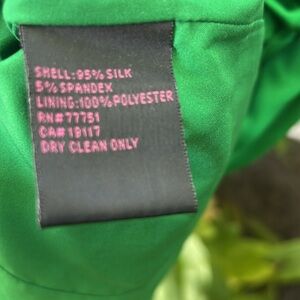 SHELL:95% SILK
5% SPANDEX
LINING:100% POLYESTER
RN# 77751
CA# 19117
DRY CLEAN ONLY